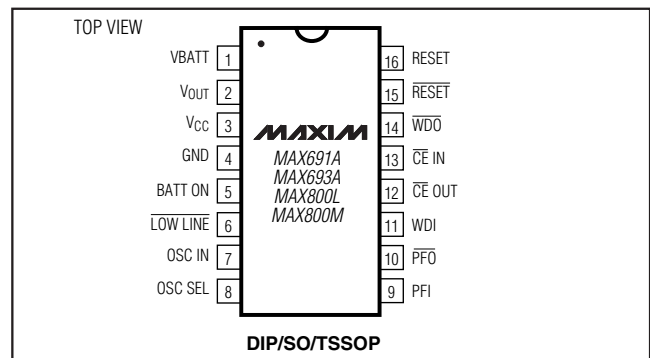 TOP VIEW
VBATT 1
VOUT 2
VCC 3
GND 4
BATT ON 5
LOW LINE 6
OSC IN 7
OSC SEL 8
MAXIM
MAX691A
MAX693A
MAX800L
MAX800M
16 RESET
15 RESET
14 WDO
13 CE IN
12 CE OUT
11 WDI
10 PFO
9 PFI
DIP/SO/TSSOP